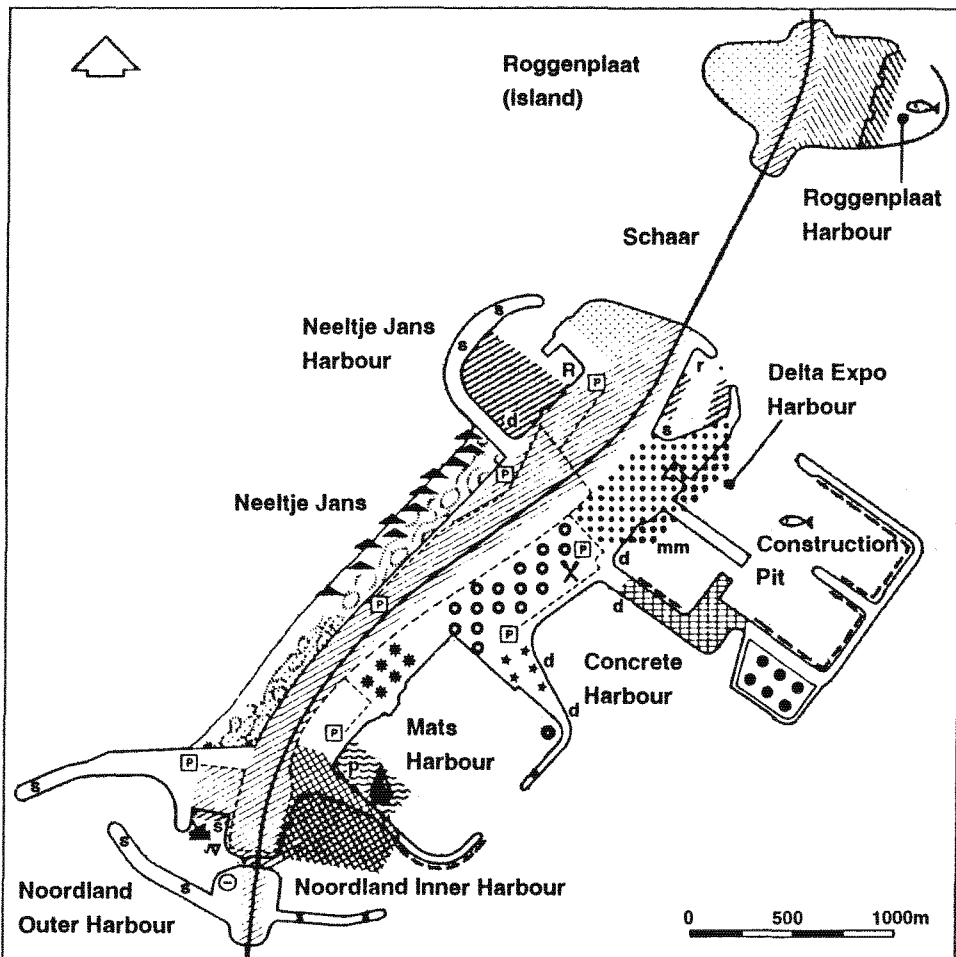 Roggenplaat
(Island)
Roggenplaat
Harbour
Schaar
Neeltje Jans
Harbour
s
s
R
P
r
d
s
Delta Expo
Harbour
P
Neeltje Jans
mm
d
P
Construction
Pit
P
d
P
d
Concrete
Harbour
d
Mats
Harbour
P
P
p
s
s
s
s
s
Noordland
Outer Harbour
Noordland Inner Harbour
0 500 1000m